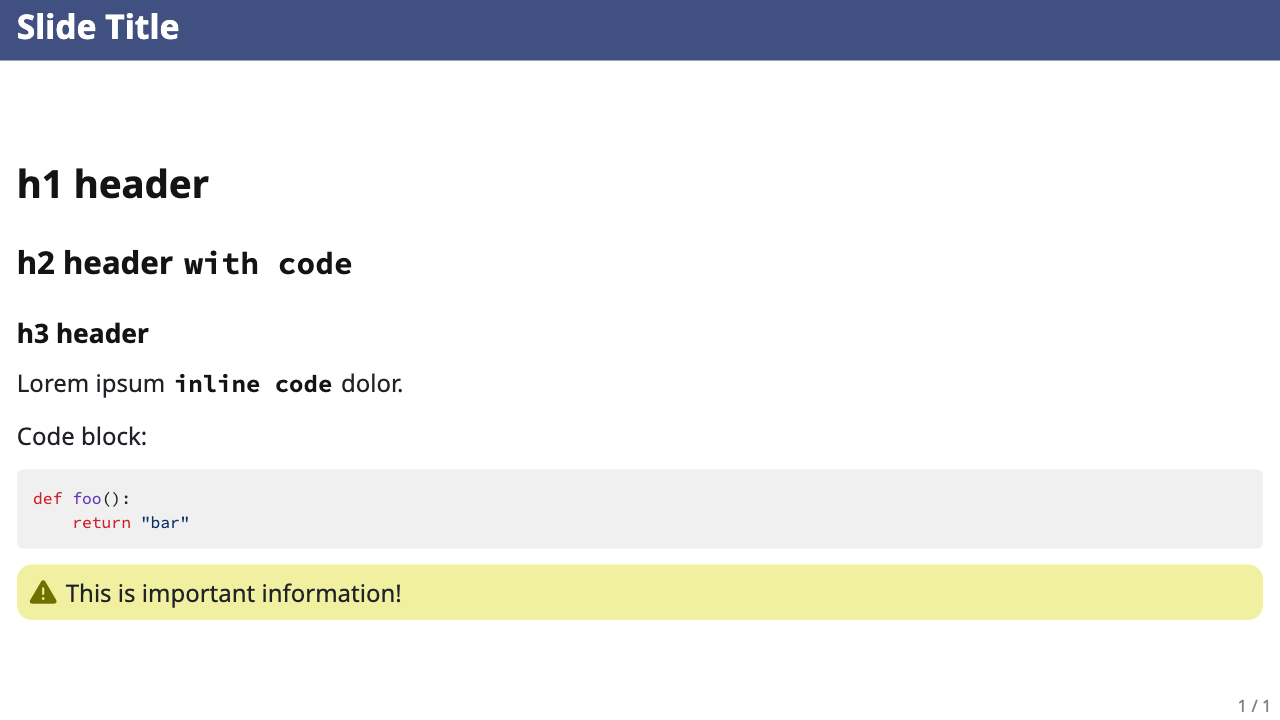 Slide Title
h1 header
h2 header with code
h3 header
Lorem ipsum inline code dolor.
Code block:
def foo():
    return "bar"
This is important information!
1 / 1